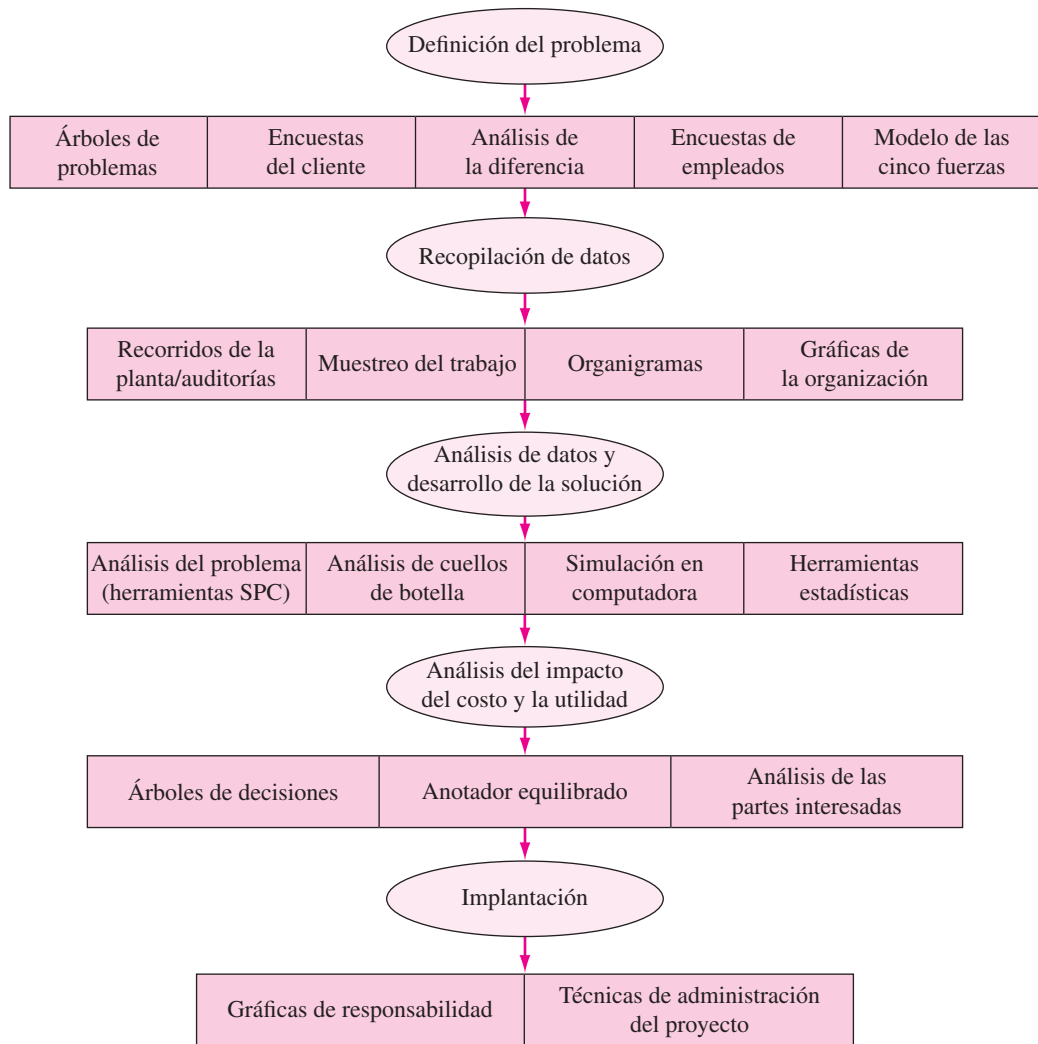 Definición del problema
Árboles de
problemas
Encuestas
del cliente
Análisis de
la diferencia
Encuestas de
empleados
Modelo de las
cinco fuerzas
Recopilación de datos
Recorridos de la
planta/auditorías
Muestreo del trabajo
Organigramas
Gráficas de
la organización
Análisis de datos y
desarrollo de la solución
Análisis del problema
(herramientas SPC)
Análisis de cuellos
de botella
Simulación en
computadora
Herramientas
estadísticas
Análisis del impacto
del costo y la utilidad
Árboles de decisiones
Anotador equilibrado
Análisis de las
partes interesadas
Implantación
Gráficas de responsabilidad
Técnicas de administración
del proyecto